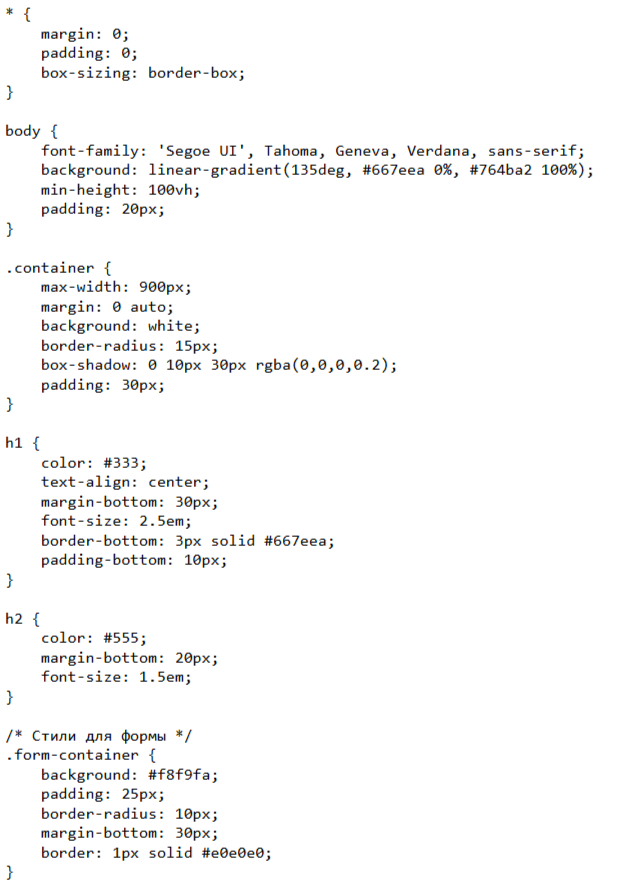 * {
    margin: 0;
    padding: 0;
    box-sizing: border-box;
}

body {
    font-family: 'Segoe UI', Tahoma, Geneva, Verdana, sans-serif;
    background: linear-gradient(135deg, #667eea 0%, #764ba2 100%);
    min-height: 100vh;
    padding: 20px;
}

.container {
    max-width: 900px;
    margin: 0 auto;
    background: white;
    border-radius: 15px;
    box-shadow: 0 10px 30px rgba(0,0,0,0.2);
    padding: 30px;
}

h1 {
    color: #333;
    text-align: center;
    margin-bottom: 30px;
    font-size: 2.5em;
    border-bottom: 3px solid #667eea;
    padding-bottom: 10px;
}

h2 {
    color: #555;
    margin-bottom: 20px;
    font-size: 1.5em;
}

/* Стили для формы */
.form-container {
    background: #f8f9fa;
    padding: 25px;
    border-radius: 10px;
    margin-bottom: 30px;
    border: 1px solid #e0e0e0;
}